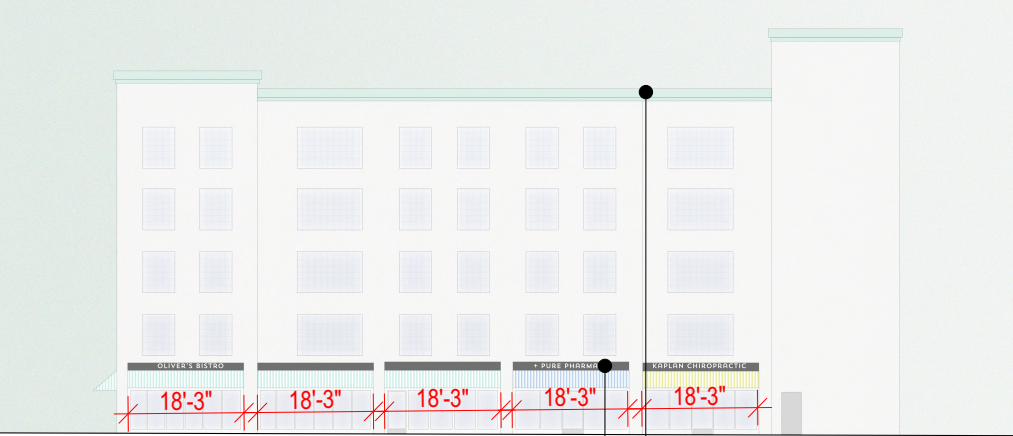 OLIVER'S BISTRO
+ PURE PHARMA
KAPLAN CHIROPRACTIC
18'-3" 18'-3" 18'-3" 18'-3" 18'-3"